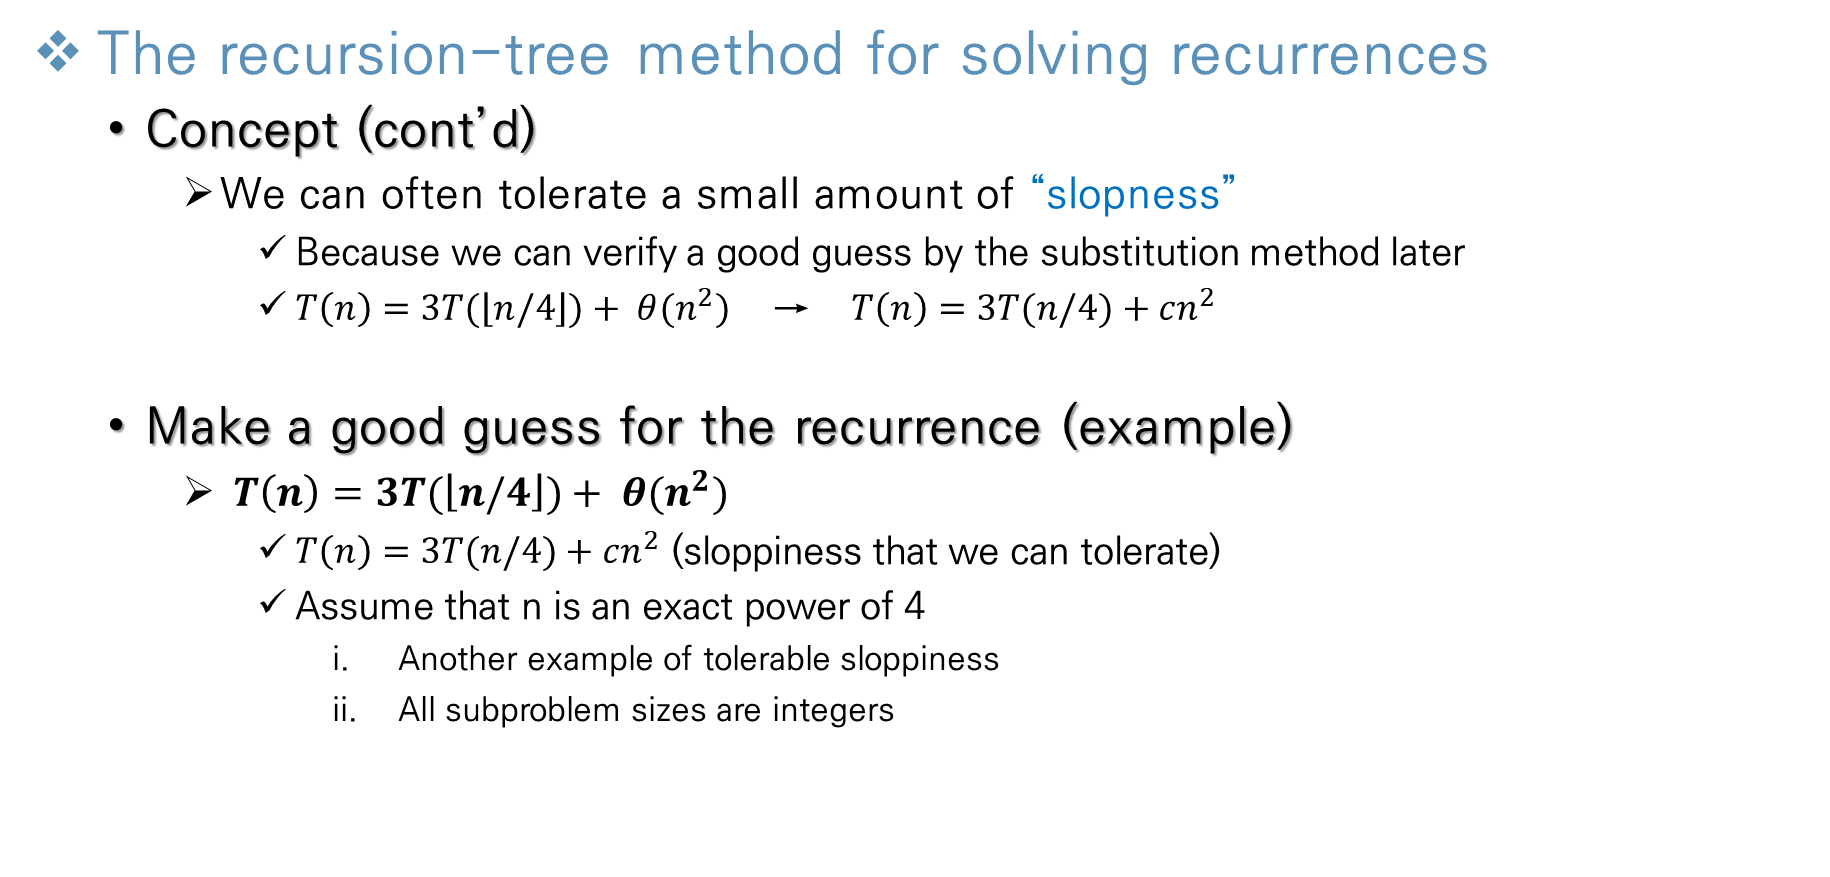 ❖ The recursion-tree method for solving recurrences
• Concept (cont’d)
➢ We can often tolerate a small amount of “slopness”
✓ Because we can verify a good guess by the substitution method later
✓ T(n) = 3T(⌊n/4⌋) + θ(n²) → T(n) = 3T(n/4) + cn²
• Make a good guess for the recurrence (example)
➢ T(n) = 3T(⌊n/4⌋) + θ(n²)
✓ T(n) = 3T(n/4) + cn² (sloppiness that we can tolerate)
✓ Assume that n is an exact power of 4
i. Another example of tolerable sloppiness
ii. All subproblem sizes are integers